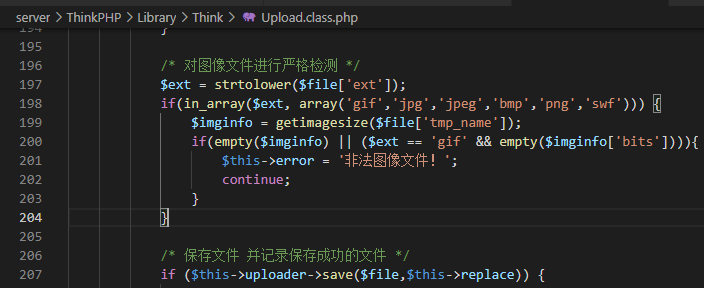 server > ThinkPHP > Library > Think > Upload.class.php
194 }
195
196 /* 对图像文件进行严格检测 */
197 $ext = strtolower($file['ext']);
198 if(in_array($ext, array('gif','jpg','jpeg','bmp','png','swf'))) {
199 $imginfo = getimagesize($file['tmp_name']);
200 if(empty($imginfo) || ($ext == 'gif' && empty($imginfo['bits']))){
201 $this->error = '非法图像文件！';
202 continue;
203 }
204 }
205
206 /* 保存文件 并记录保存成功的文件 */
207 if ($this->uploader->save($file,$this->replace)) {